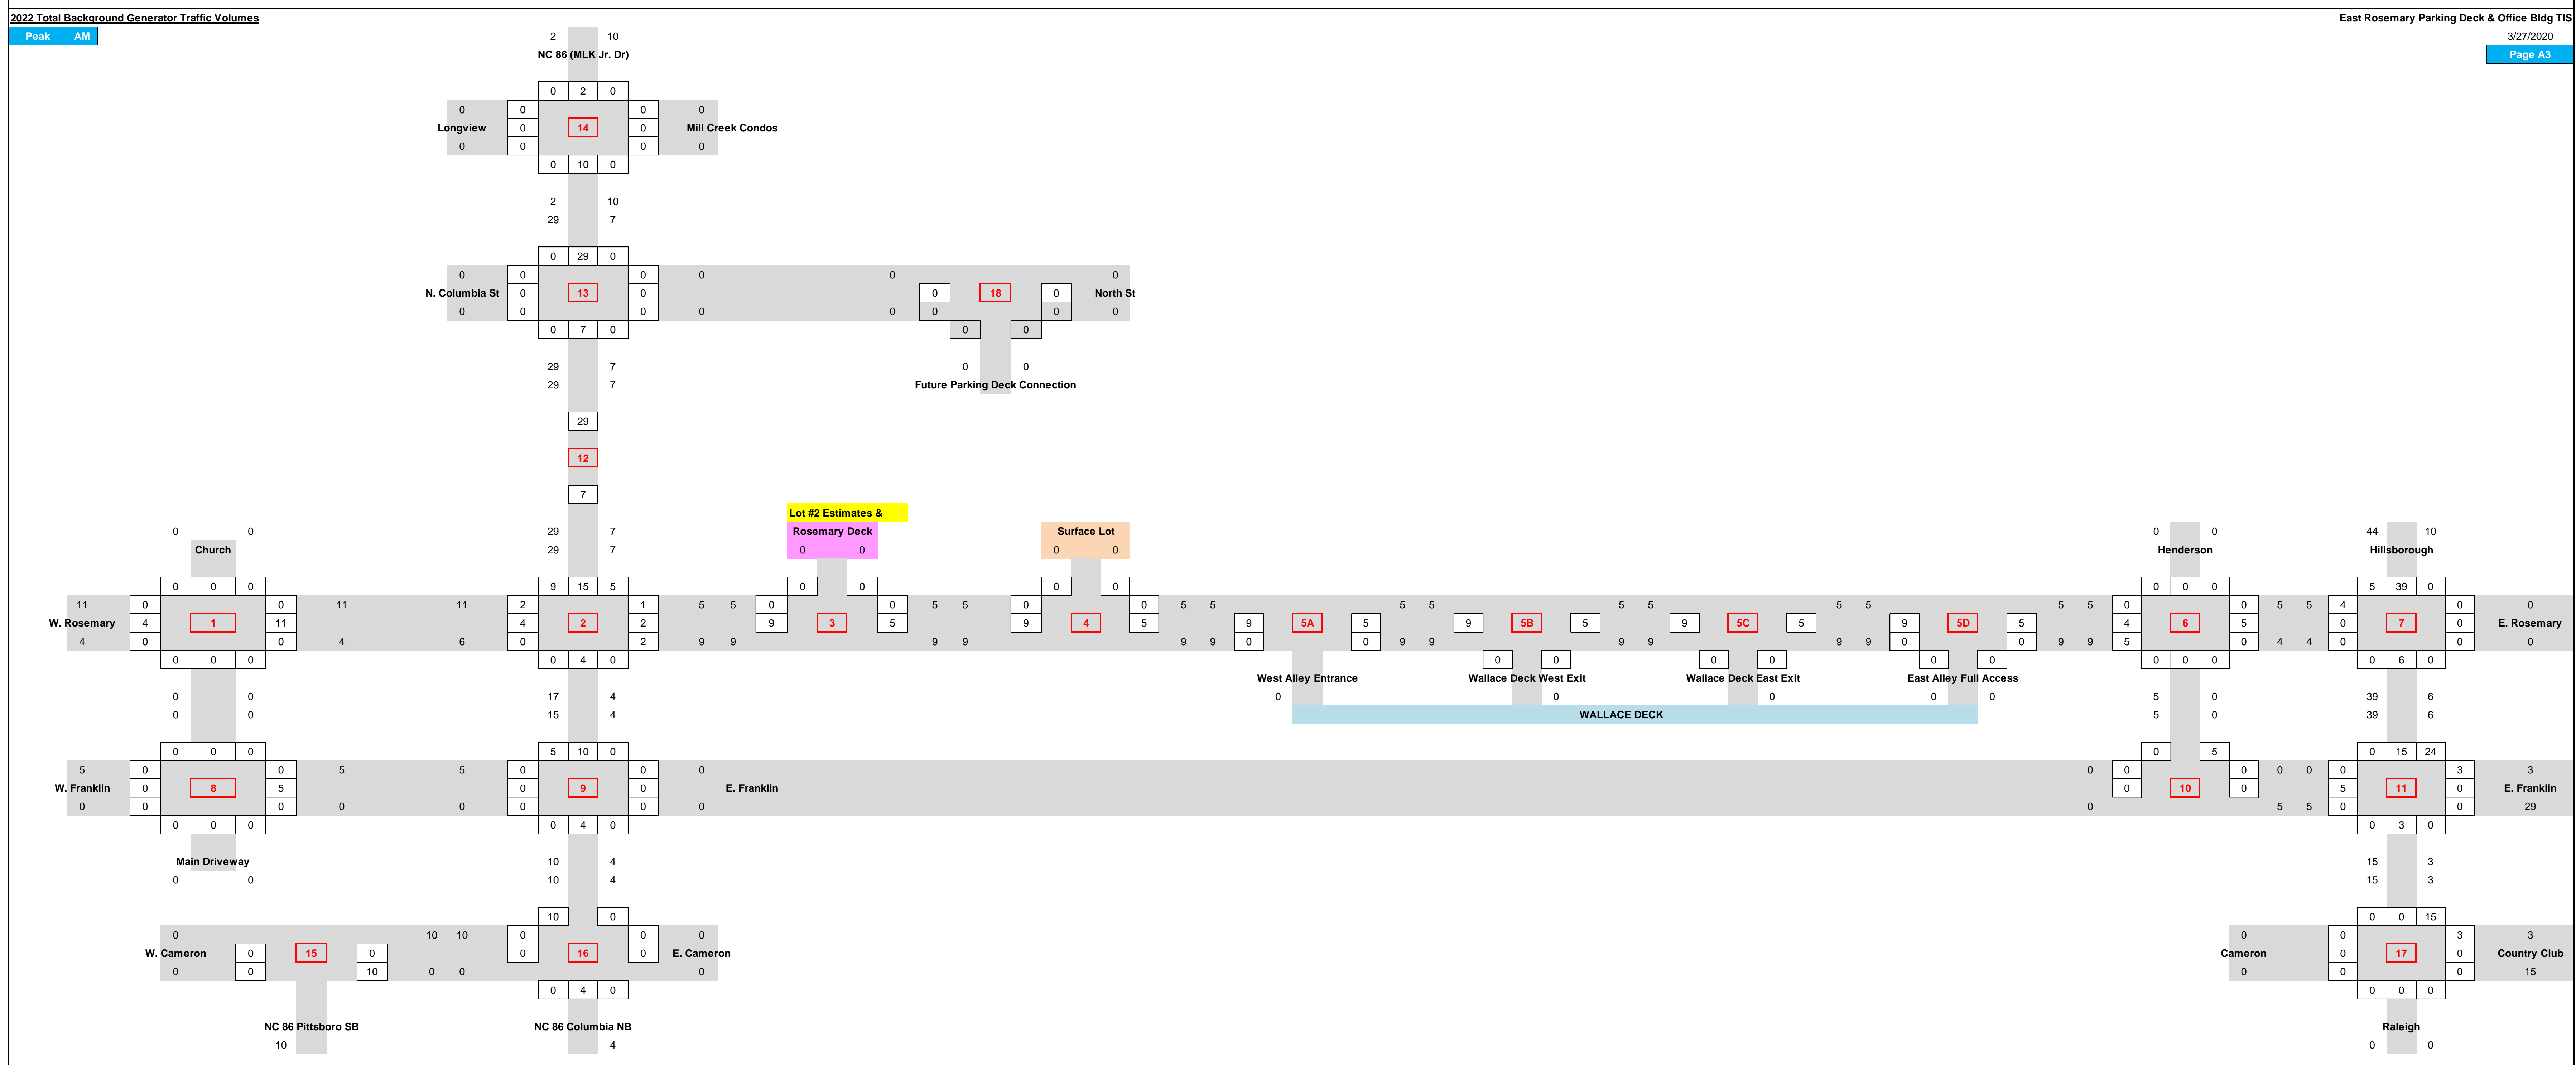 2022 Total Background Generator Traffic Volumes East Rosemary Parking Deck & Office Bldg TIS
Peak AM 2 10 3/27/2020
NC 86 (MLK Jr. Dr) Page A3
0 2 0
0 0 0 0
Longview 0 14 0 Mill Creek Condos
0 0 0 0
0 10 0
2 10
29 7
0 29 0
0 0 0 0 0 0
N. Columbia St 0 13 0 0 18 0 North St
0 0 0 0 0 0 0 0
0 7 0 0 0
29 7 0 0
29 7 Future Parking Deck Connection
29
12
7
Lot #2 Estimates &
0 0 29 7 Rosemary Deck Surface Lot 0 0 44 10
Church 29 7 0 0 0 0 Henderson Hillsborough
0 0 0 9 15 5 0 0 0 0 0 0 0 5 39 0
11 0 0 11 11 2 1 5 5 0 0 5 5 0 0 5 5 5 5 5 5 5 5 5 5 0 0 5 5 4 0 0
W. Rosemary 4 1 11 4 2 2 9 3 5 9 4 5 9 5A 5 9 5B 5 9 5C 5 9 5D 5 4 6 5 0 7 0 E. Rosemary
4 0 0 4 6 0 2 9 9 9 9 9 9 0 0 9 9 9 9 9 9 0 0 9 9 5 0 4 4 0 0 0
0 0 0 0 4 0 0 0 0 0 0 0 0 0 0 0 6 0
West Alley Entrance Wallace Deck West Exit Wallace Deck East Exit East Alley Full Access
0 0 17 4 0 0 0 0 0 5 0 39 6
0 0 15 4 WALLACE DECK 5 0 39 6
0 0 0 5 10 0 0 5 0 15 24
5 0 0 5 5 0 0 0 0 0 0 0 0 0 3 3
W. Franklin 0 8 5 0 9 0 E. Franklin 0 10 0 5 11 0 E. Franklin
0 0 0 0 0 0 0 0 0 5 5 0 0 29
0 0 0 0 4 0 0 3 0
Main Driveway 10 4 15 3
0 0 10 4 15 3
10 0 0 0 15
0 10 10 0 0 0 0 0 3 3
W. Cameron 0 15 0 0 16 0 E. Cameron Cameron 0 17 0 Country Club
0 0 10 0 0 0 0 0 0 15
0 4 0 0 0 0
NC 86 Pittsboro SB NC 86 Columbia NB Raleigh
10 4 0 0